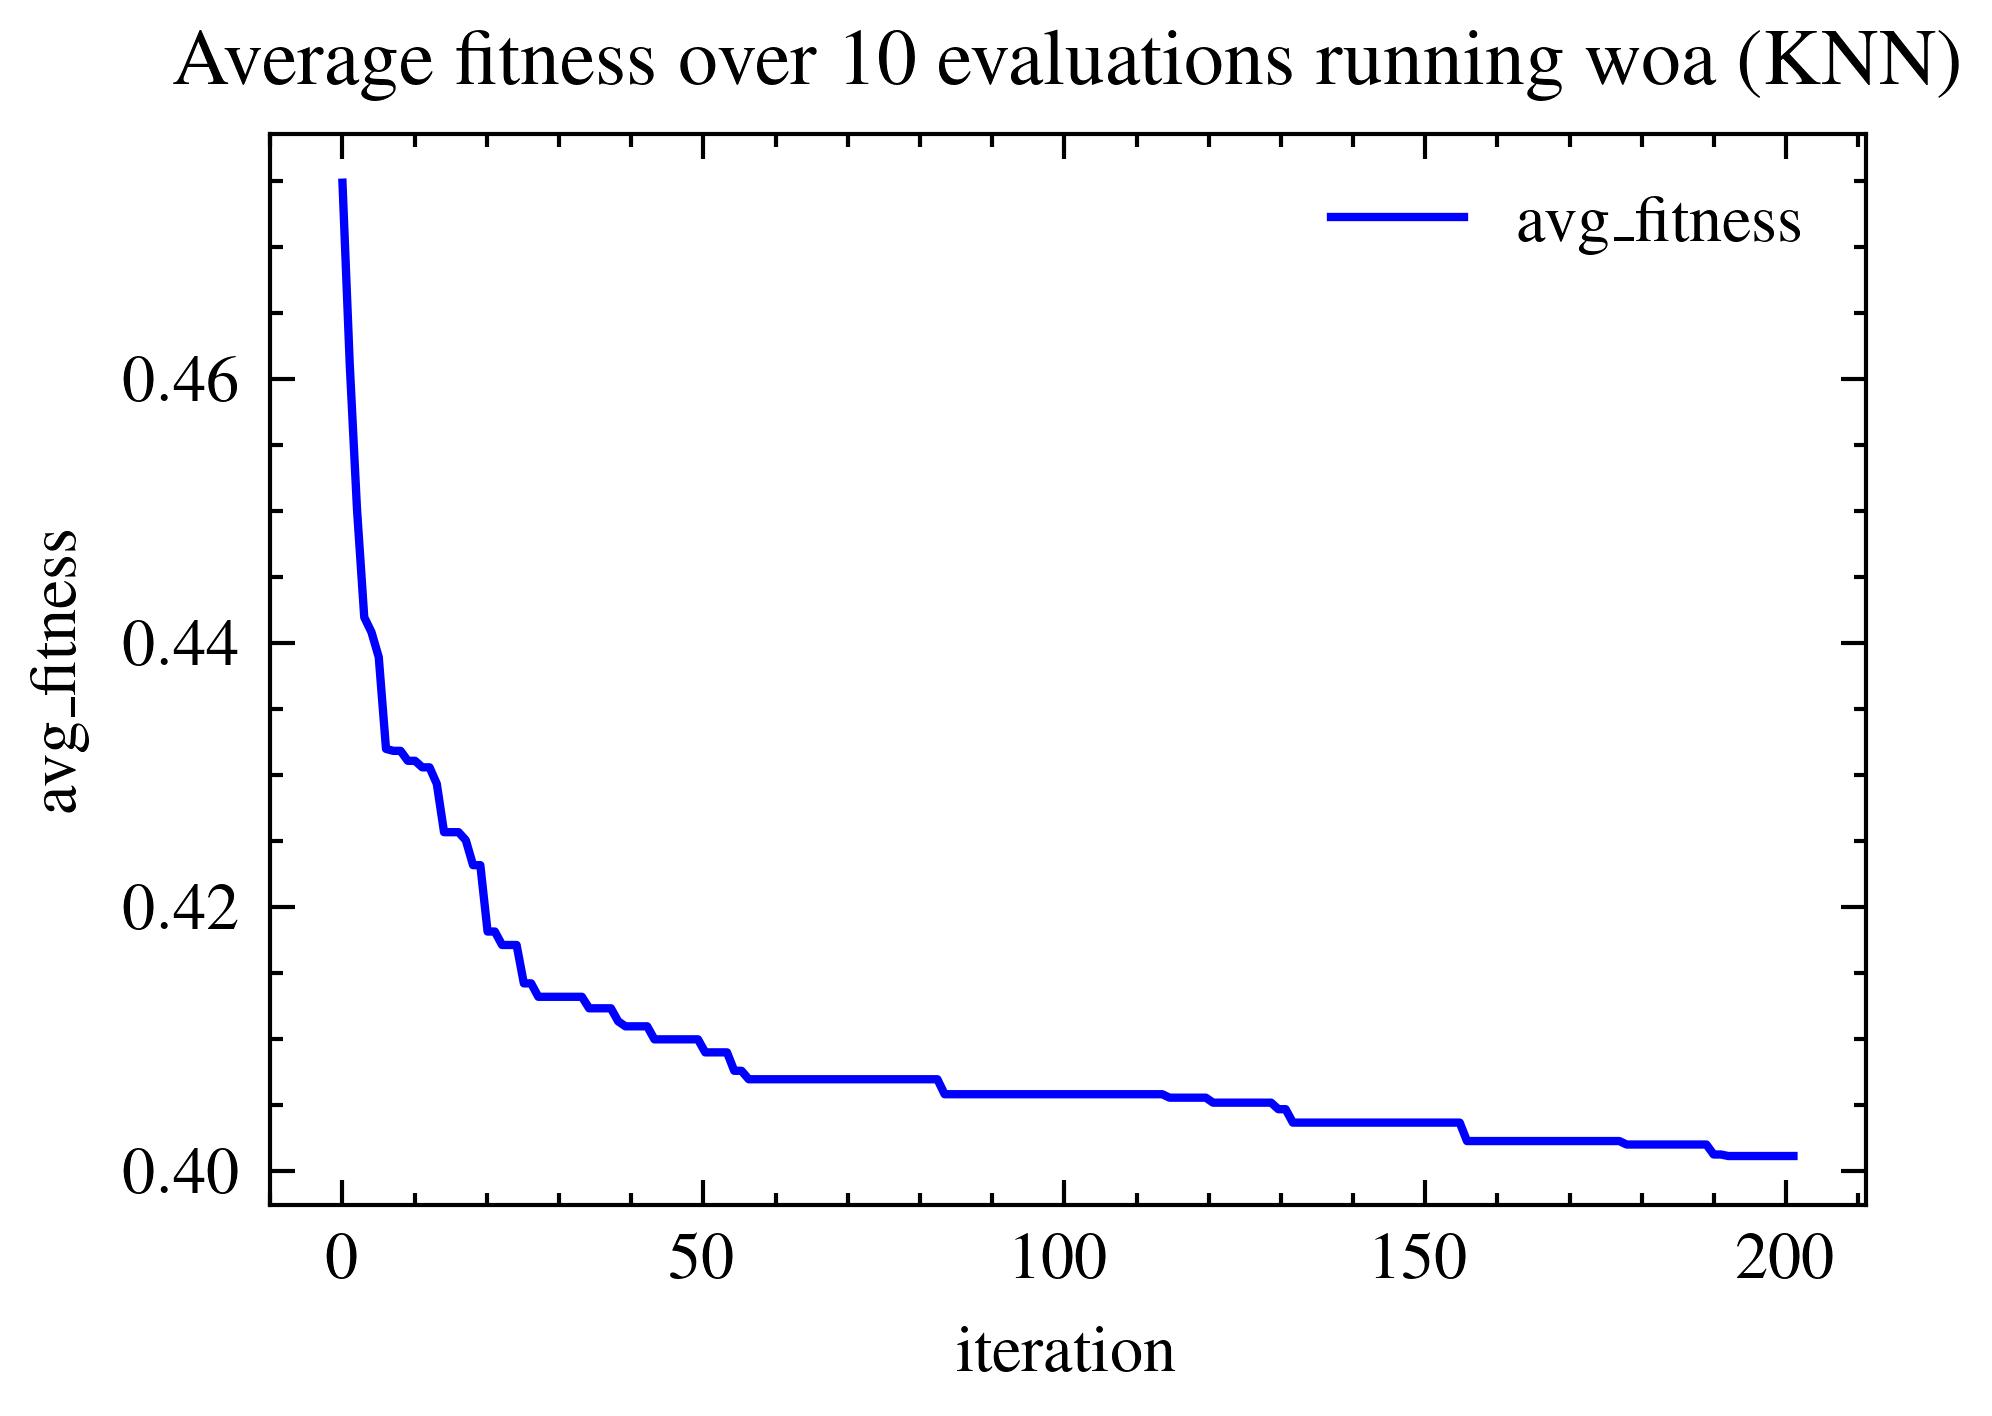 Average fitness over 10 evaluations running woa (KNN)
avg_fitness
0.46
0.44
0.42
0.40
avg_fitness
0 50 100 150 200
iteration